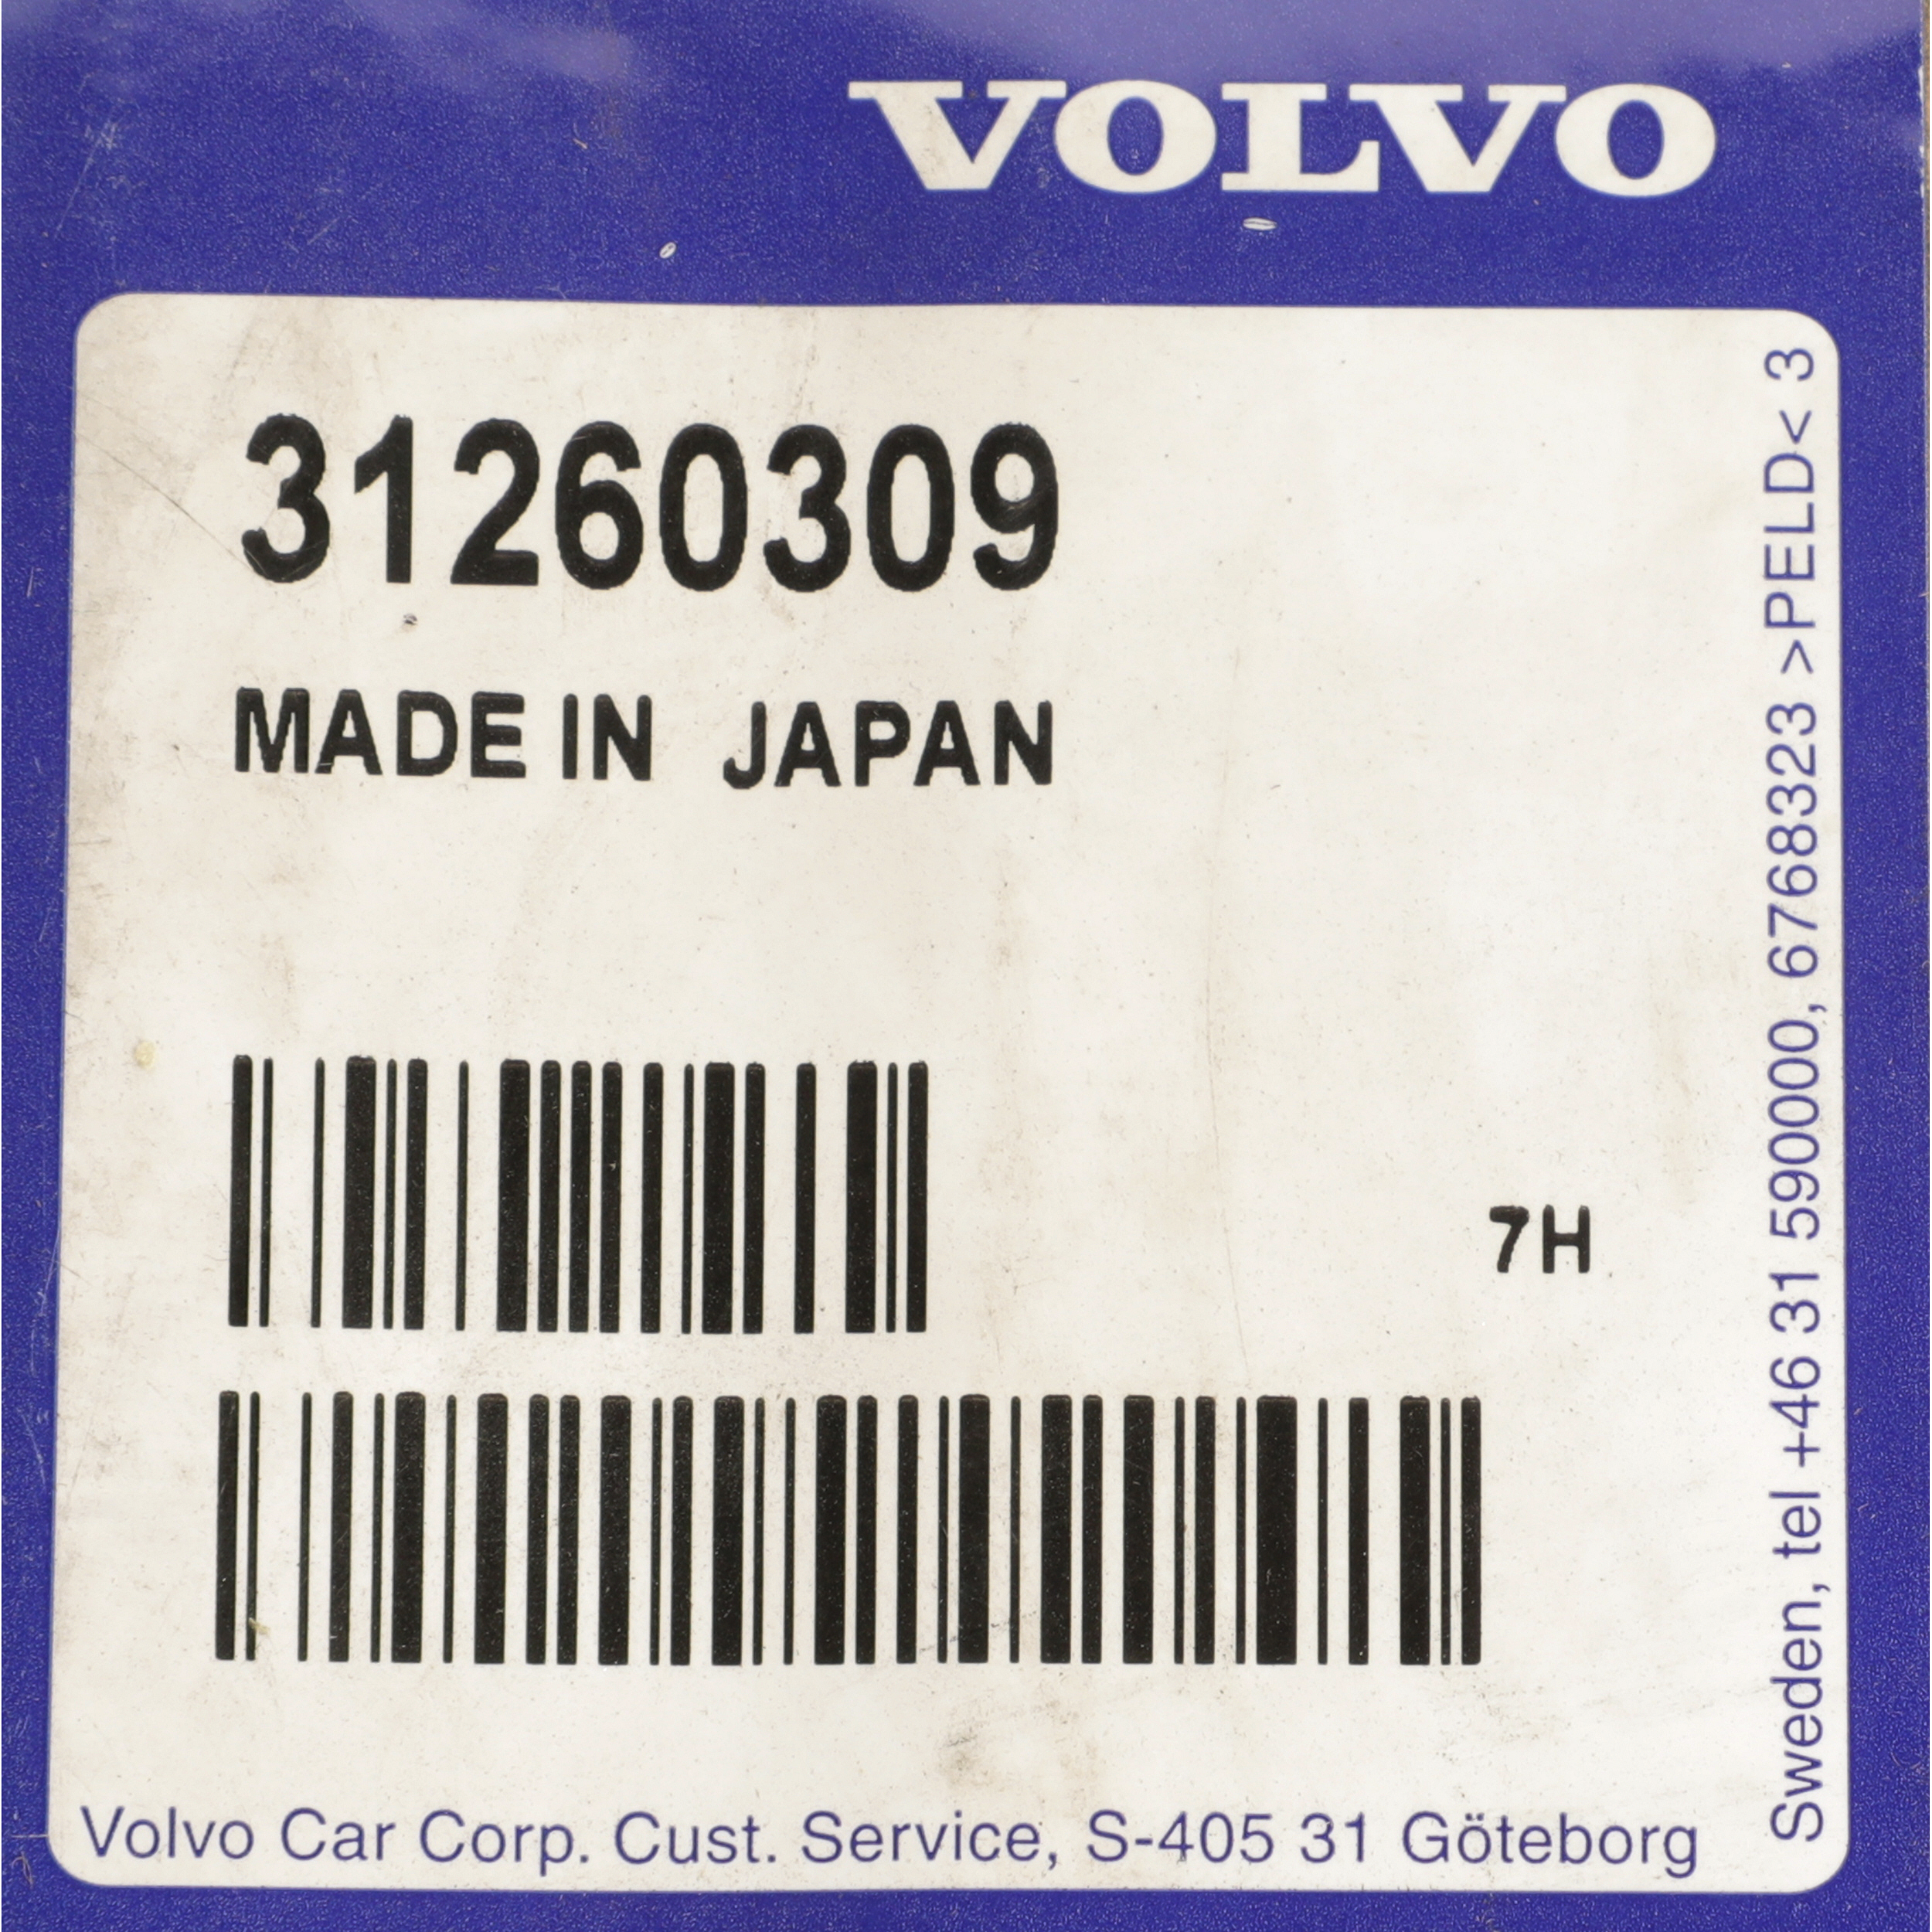 VOLVO
31260309
MADE IN JAPAN
7H
Volvo Car Corp. Cust. Service, S-405 31 Göteborg
Sweden, tel +46 31 590000, 6768323 >PELD< 3